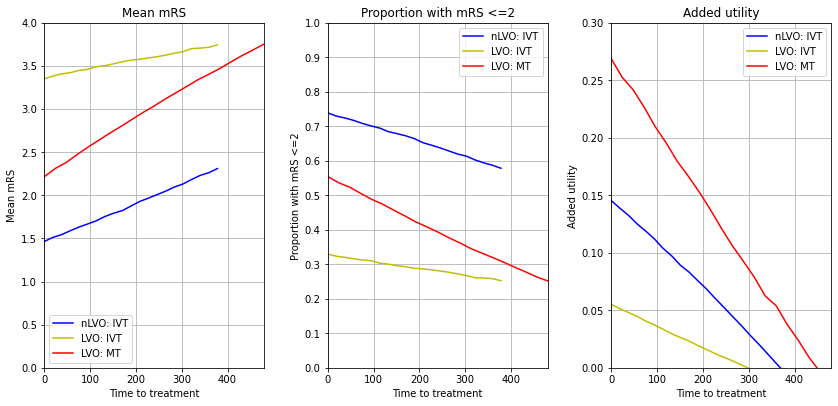 Mean mRS
Mean mRS
4.0
3.5
3.0
2.5
2.0
1.5
1.0
0.5
0.0
nLVO: IVT
LVO: IVT
LVO: MT
0 100 200 300 400
Time to treatment
Proportion with mRS <=2
Proportion with mRS <=2
1.0
0.9
0.8
0.7
0.6
0.5
0.4
0.3
0.2
0.1
0.0
nLVO: IVT
LVO: IVT
LVO: MT
0 100 200 300 400
Time to treatment
Added utility
Added utility
0.30
0.25
0.20
0.15
0.10
0.05
0.00
nLVO: IVT
LVO: IVT
LVO: MT
0 100 200 300 400
Time to treatment